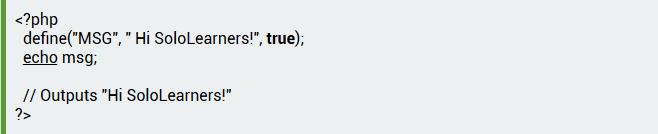 <?php
define("MSG", " Hi SoloLearners!", true);
echo msg;
// Outputs "Hi SoloLearners!"
?>